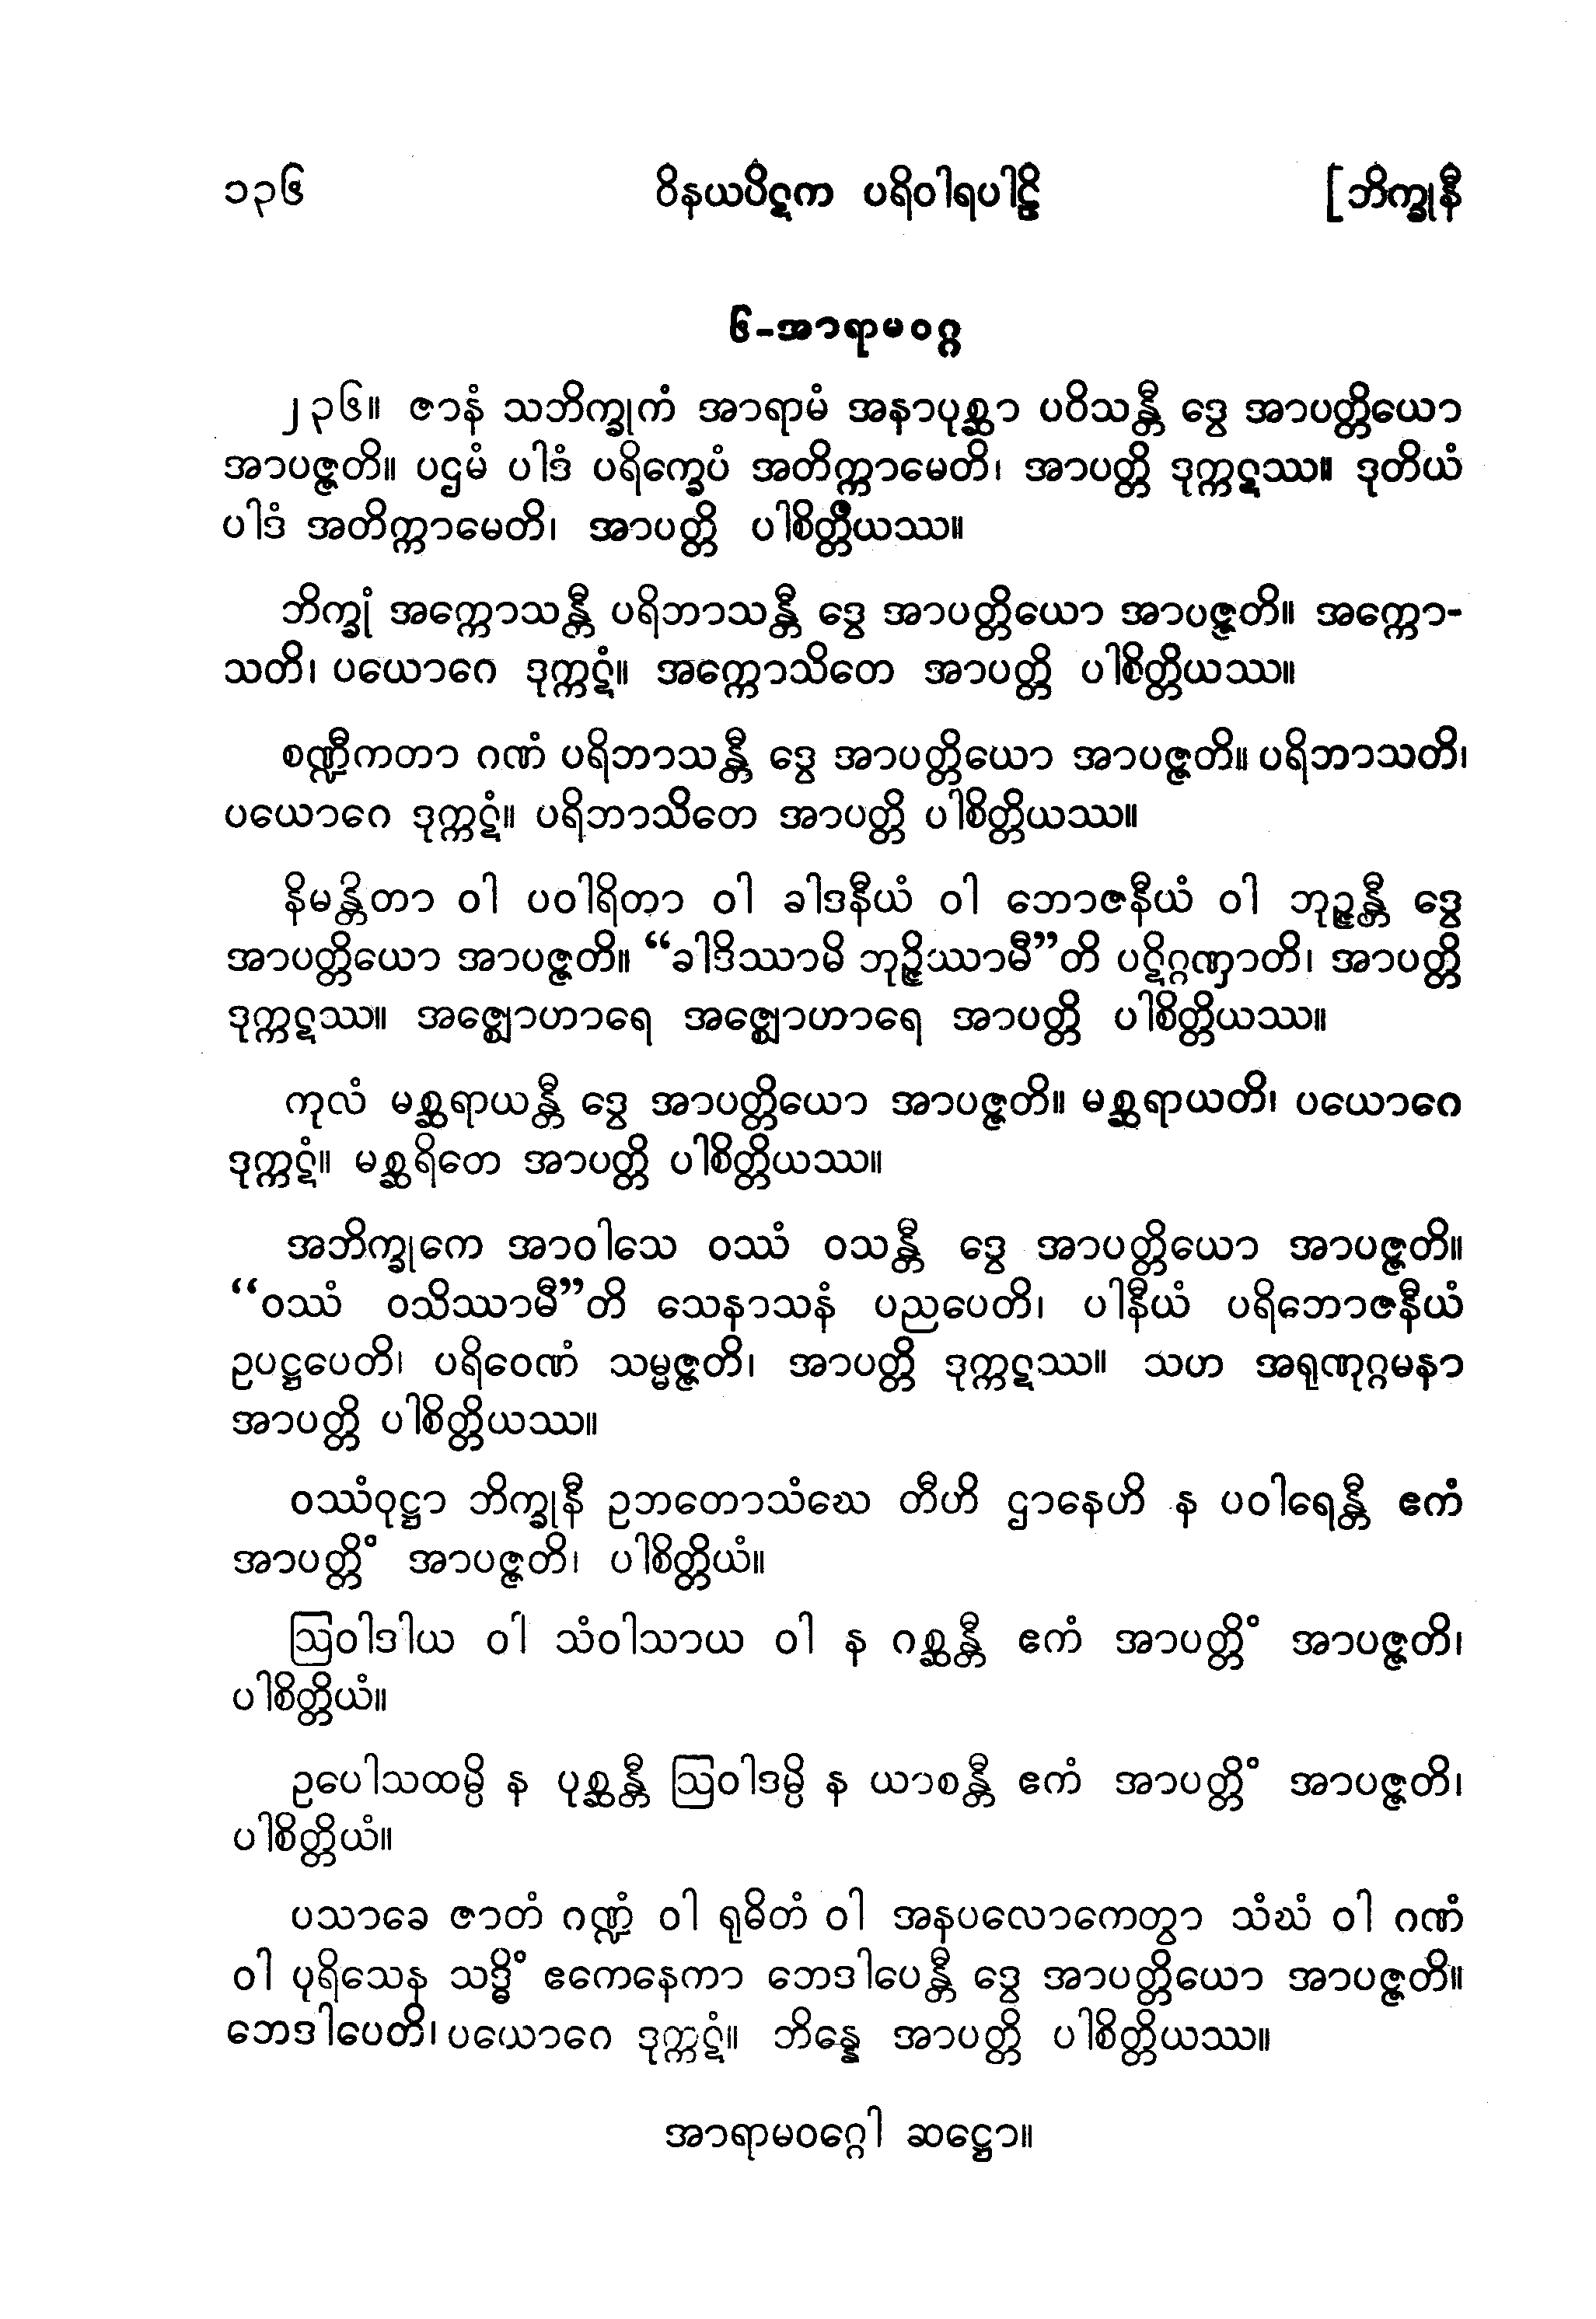 ၁၃၆ ဝိနယပိဋက ပရိဝါရပါဠိ [ဘိက္ခုနီ
၆-အာရာမဝဂ္ဂ
၂၃၆။ ဇာနံ သဘိက္ခုကံ အာရာမံ အနာပုစ္ဆာ ပဝိသန္တီ ဒွေ အာပတ္တိယော
အာပဇ္ဇတိ။ ပဌမံ ပါဒံ ပရိက္ခေပံ အတိက္ကာမေတိ၊ အာပတ္တိ ဒုက္ကဋဿ။ ဒုတိယံ
ပါဒံ အတိက္ကာမေတိ၊ အာပတ္တိ ပါစိတ္တိယဿ။
ဘိက္ခုံ အက္ကောသန္တီ ပရိဘာသန္တီ ဒွေ အာပတ္တိယော အာပဇ္ဇတိ။ အက္ကော-
သတိ၊ ပယောဂေ ဒုက္ကဋံ။ အက္ကောသိတေ အာပတ္တိ ပါစိတ္တိယဿ။
စဏ္ဍီကတာ ဂဏံ ပရိဘာသန္တီ ဒွေ အာပတ္တိယော အာပဇ္ဇတိ။ ပရိဘာသတိ၊
ပယောဂေ ဒုက္ကဋံ။ ပရိဘာသိတေ အာပတ္တိ ပါစိတ္တိယဿ။
နိမန္တိတာ ဝါ ပဝါရိတာ ဝါ ခါဒနီယံ ဝါ ဘောဇနီယံ ဝါ ဘုဉ္ဇန္တီ ဒွေ
အာပတ္တိယော အာပဇ္ဇတိ။ “ခါဒိဿာမိ ဘုဉ္ဇိဿာမီ”တိ ပဋိဂ္ဂဏှာတိ၊ အာပတ္တိ
ဒုက္ကဋဿ။ အဇ္ဈောဟာရေ အဇ္ဈောဟာရေ အာပတ္တိ ပါစိတ္တိယဿ။
ကုလံ မစ္ဆရာယန္တီ ဒွေ အာပတ္တိယော အာပဇ္ဇတိ။ မစ္ဆရာယတိ၊ ပယောဂေ
ဒုက္ကဋံ။ မစ္ဆရိတေ အာပတ္တိ ပါစိတ္တိယဿ။
အဘိက္ခုကေ အာဝါသေ ဝဿံ ဝသန္တီ ဒွေ အာပတ္တိယော အာပဇ္ဇတိ။
“ဝဿံ ဝသိဿာမီ”တိ သေနာသနံ ပညပေတိ၊ ပါနီယံ ပရိဘောဇနီယံ
ဥပဋ္ဌပေတိ၊ ပရိဝေဏံ သမ္မဇ္ဇတိ၊ အာပတ္တိ ဒုက္ကဋဿ။ သဟ အရုဏုဂ္ဂမနာ
အာပတ္တိ ပါစိတ္တိယဿ။
ဝဿံဝုဋ္ဌာ ဘိက္ခုနီ ဥဘတောသံဃေ တီဟိ ဌာနေဟိ န ပဝါရေန္တီ ဧကံ
အာပတ္တိံ အာပဇ္ဇတိ၊ ပါစိတ္တိယံ။
ဩဝါဒါယ ဝါ သံဝါသာယ ဝါ န ဂစ္ဆန္တီ ဧကံ အာပတ္တိံ အာပဇ္ဇတိ၊
ပါစိတ္တိယံ။
ဥပေါသထမ္ပိ န ပုစ္ဆန္တီ ဩဝါဒမ္ပိ န ယာစန္တီ ဧကံ အာပတ္တိံ အာပဇ္ဇတိ၊
ပါစိတ္တိယံ။
ပသာခေ ဇာတံ ဂဏ္ဍံ ဝါ ရုဓိတံ ဝါ အနပလောကေတွာ သံဃံ ဝါ ဂဏံ
ဝါ ပုရိသေန သဒ္ဓိံ ဧကေနေကာ ဘေဒါပေန္တီ ဒွေ အာပတ္တိယော အာပဇ္ဇတိ။
ဘေဒါပေတိ၊ ပယောဂေ ဒုက္ကဋံ။ ဘိန္နေ အာပတ္တိ ပါစိတ္တိယဿ။
အာရာမဝဂ္ဂေါ ဆဋ္ဌော။